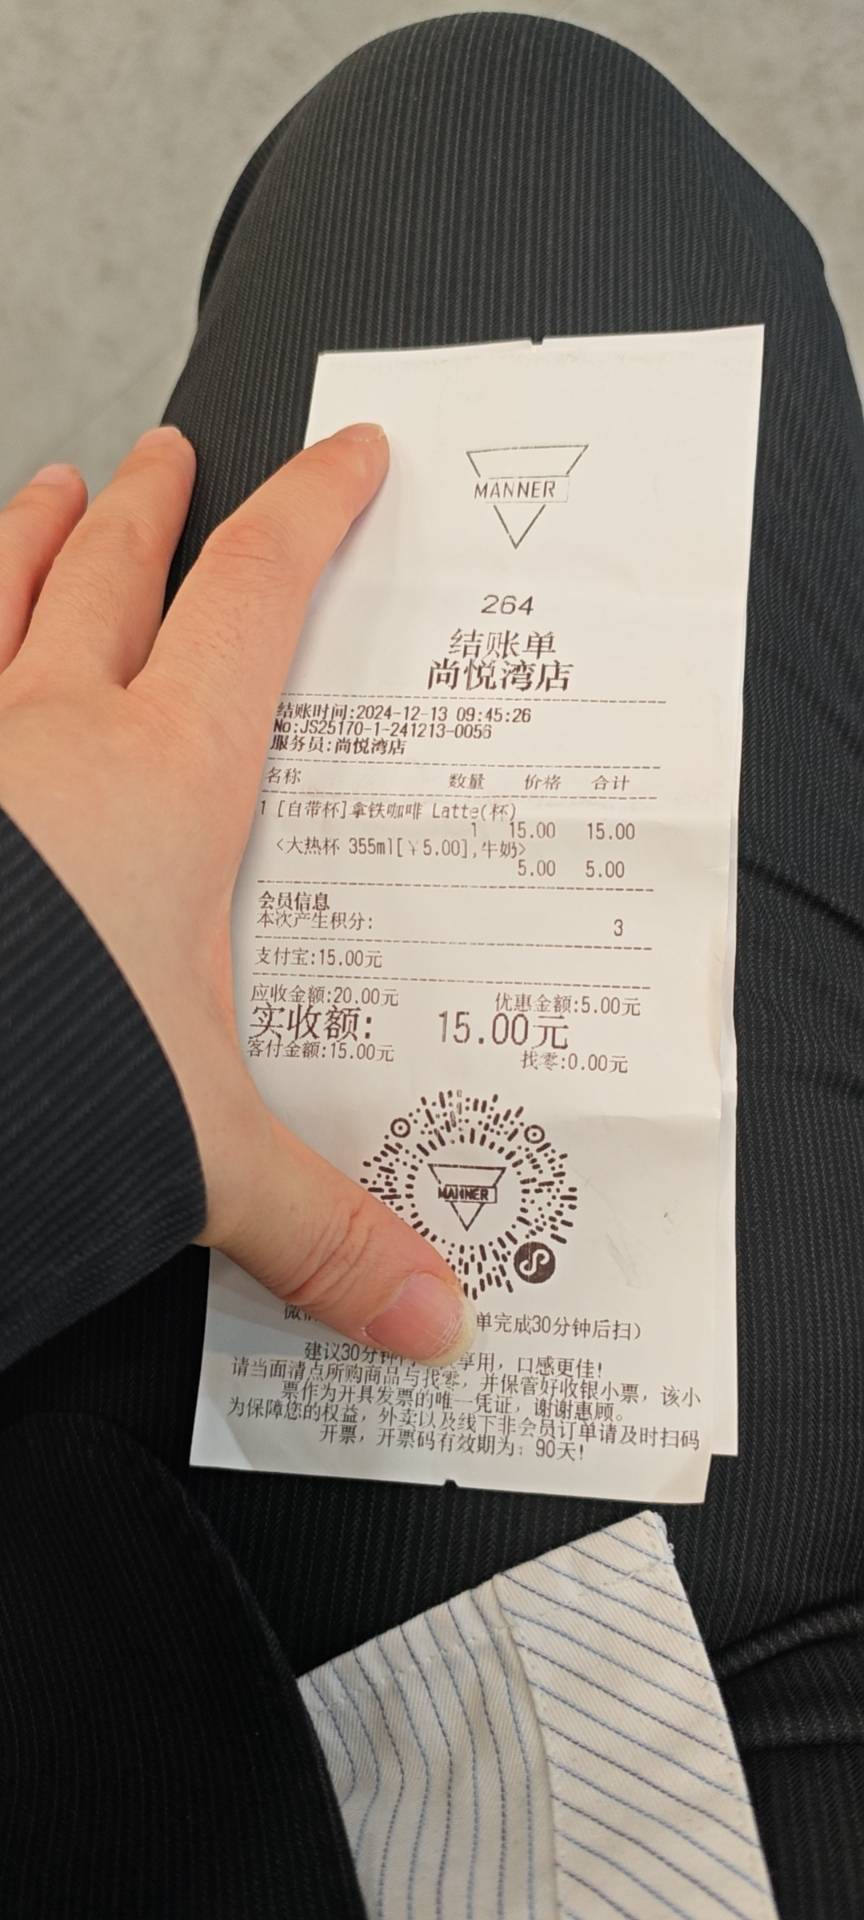 MANNER
264
结账单
尚悦湾店
结账时间:2024-12-13 09:45:26
No:JS25170-1-241213-0056
服务员:尚悦湾店
名称 数量 价格 合计
1 [自带杯]拿铁咖啡 Latte(杯)
1 15.00 15.00
<大热杯 355ml[￥5.00],牛奶>
5.00 5.00
会员信息
本次产生积分: 3
支付宝:15.00元
应收金额:20.00元 优惠金额:5.00元
实收额: 15.00元
客付金额:15.00元 找零:0.00元
MANNER
单完成30分钟后扫)
建议30分钟 享用，口感更佳!
请当面清点所购商品与找零，并保管好收银小票，该小
票作为开具发票的唯一凭证，谢谢惠顾。
为保障您的权益，外卖以及线下非会员订单请及时扫码
开票，开票码有效期为：90天!